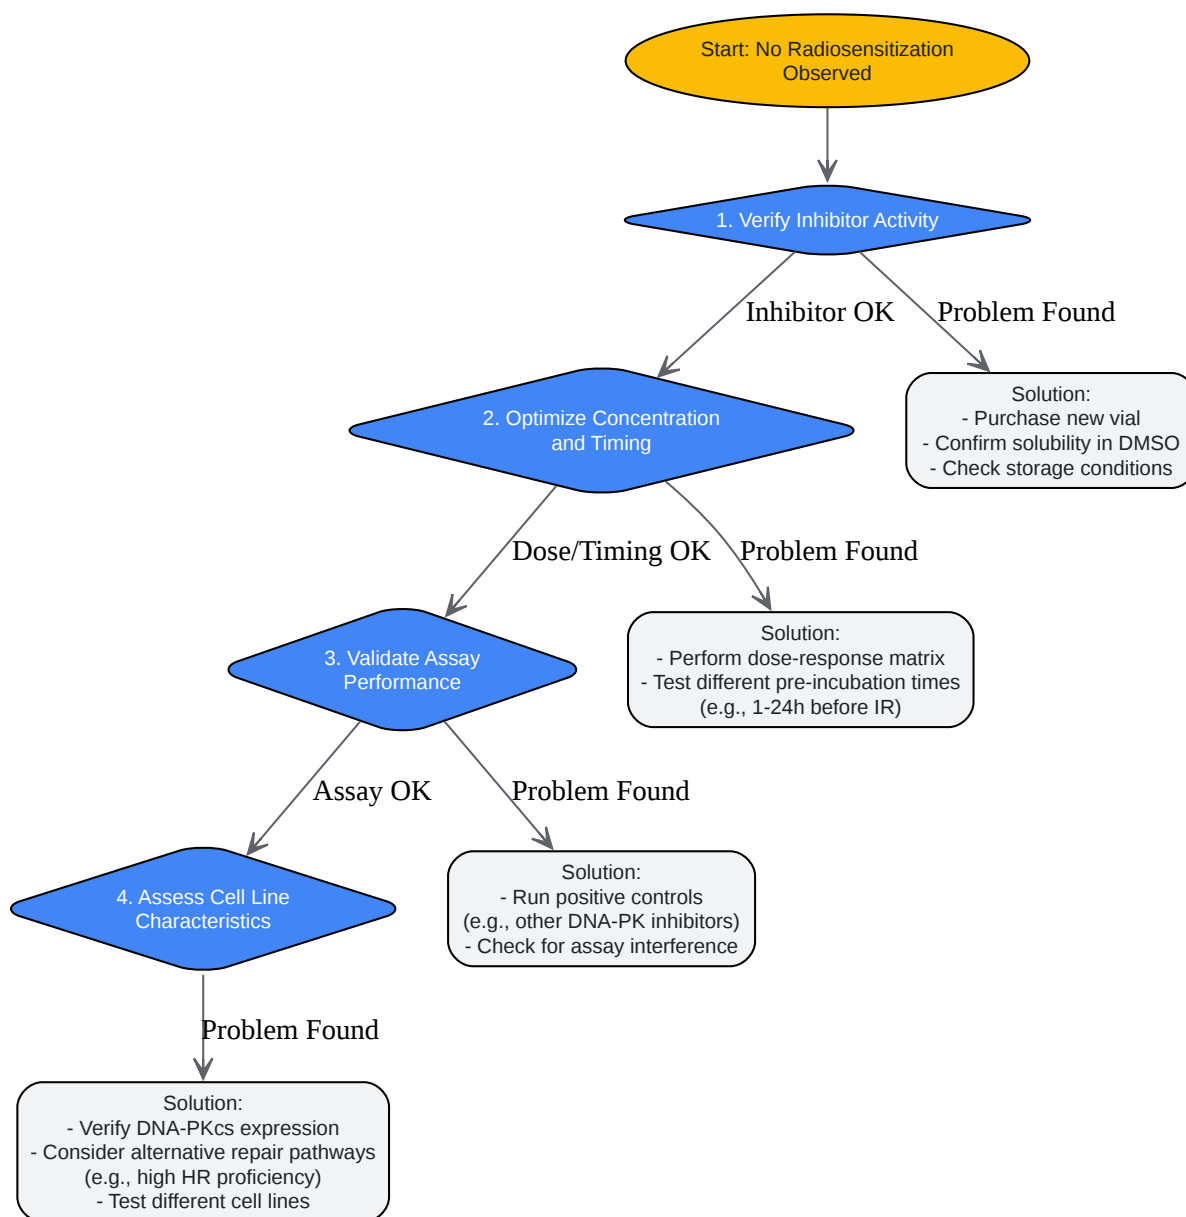 Start: No Radiosensitization
Observed
1. Verify Inhibitor Activity
Inhibitor OK
Problem Found
2. Optimize Concentration
and Timing
Solution:
- Purchase new vial
- Confirm solubility in DMSO
- Check storage conditions
Dose/Timing OK
Problem Found
3. Validate Assay
Performance
Solution:
- Perform dose-response matrix
- Test different pre-incubation times
(e.g., 1-24h before IR)
Assay OK
Problem Found
4. Assess Cell Line
Characteristics
Solution:
- Run positive controls
(e.g., other DNA-PK inhibitors)
- Check for assay interference
Problem Found
Solution:
- Verify DNA-PKcs expression
- Consider alternative repair pathways
(e.g., high HR proficiency)
- Test different cell lines